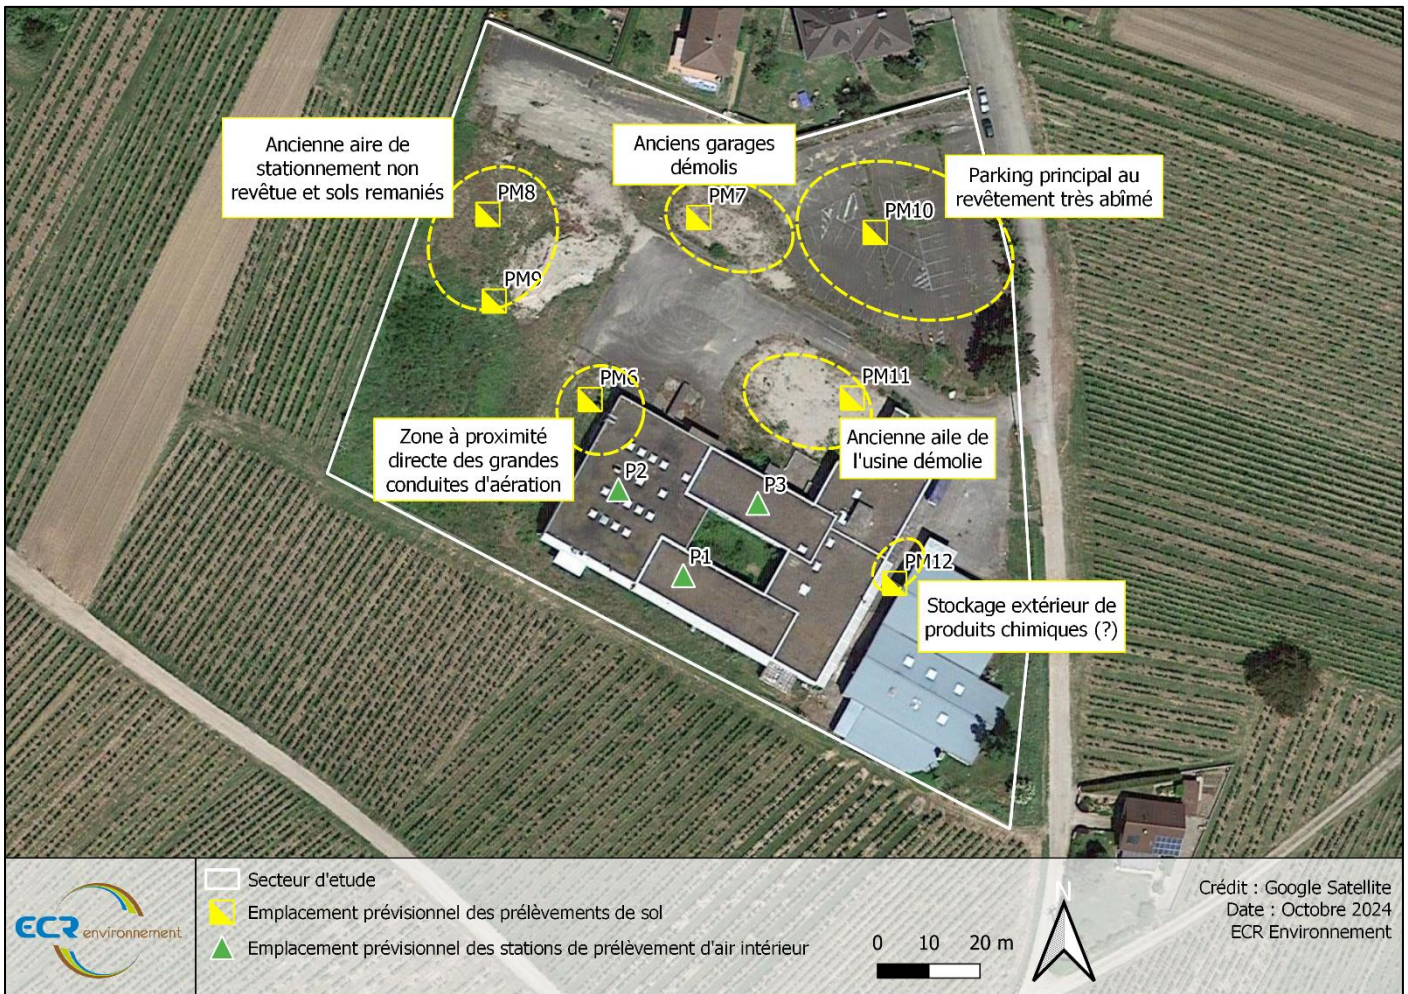 Ancienne aire de
stationnement non
revêtue et sols remaniés
Anciens garages
démolis
Parking principal au
revêtement très abîmé
PM8
PM7
PM10
PM9
PM6
PM11
Zone à proximité
directe des grandes
conduites d'aération
Ancienne aile de
l'usine démolie
P2
P3
P1
PM12
Stockage extérieur de
produits chimiques (?)
ECR environnement
Secteur d'etude
Emplacement prévisionnel des prélèvements de sol
Emplacement prévisionnel des stations de prélèvement d'air intérieur
0 10 20 m
N
Crédit : Google Satellite
Date : Octobre 2024
ECR Environnement